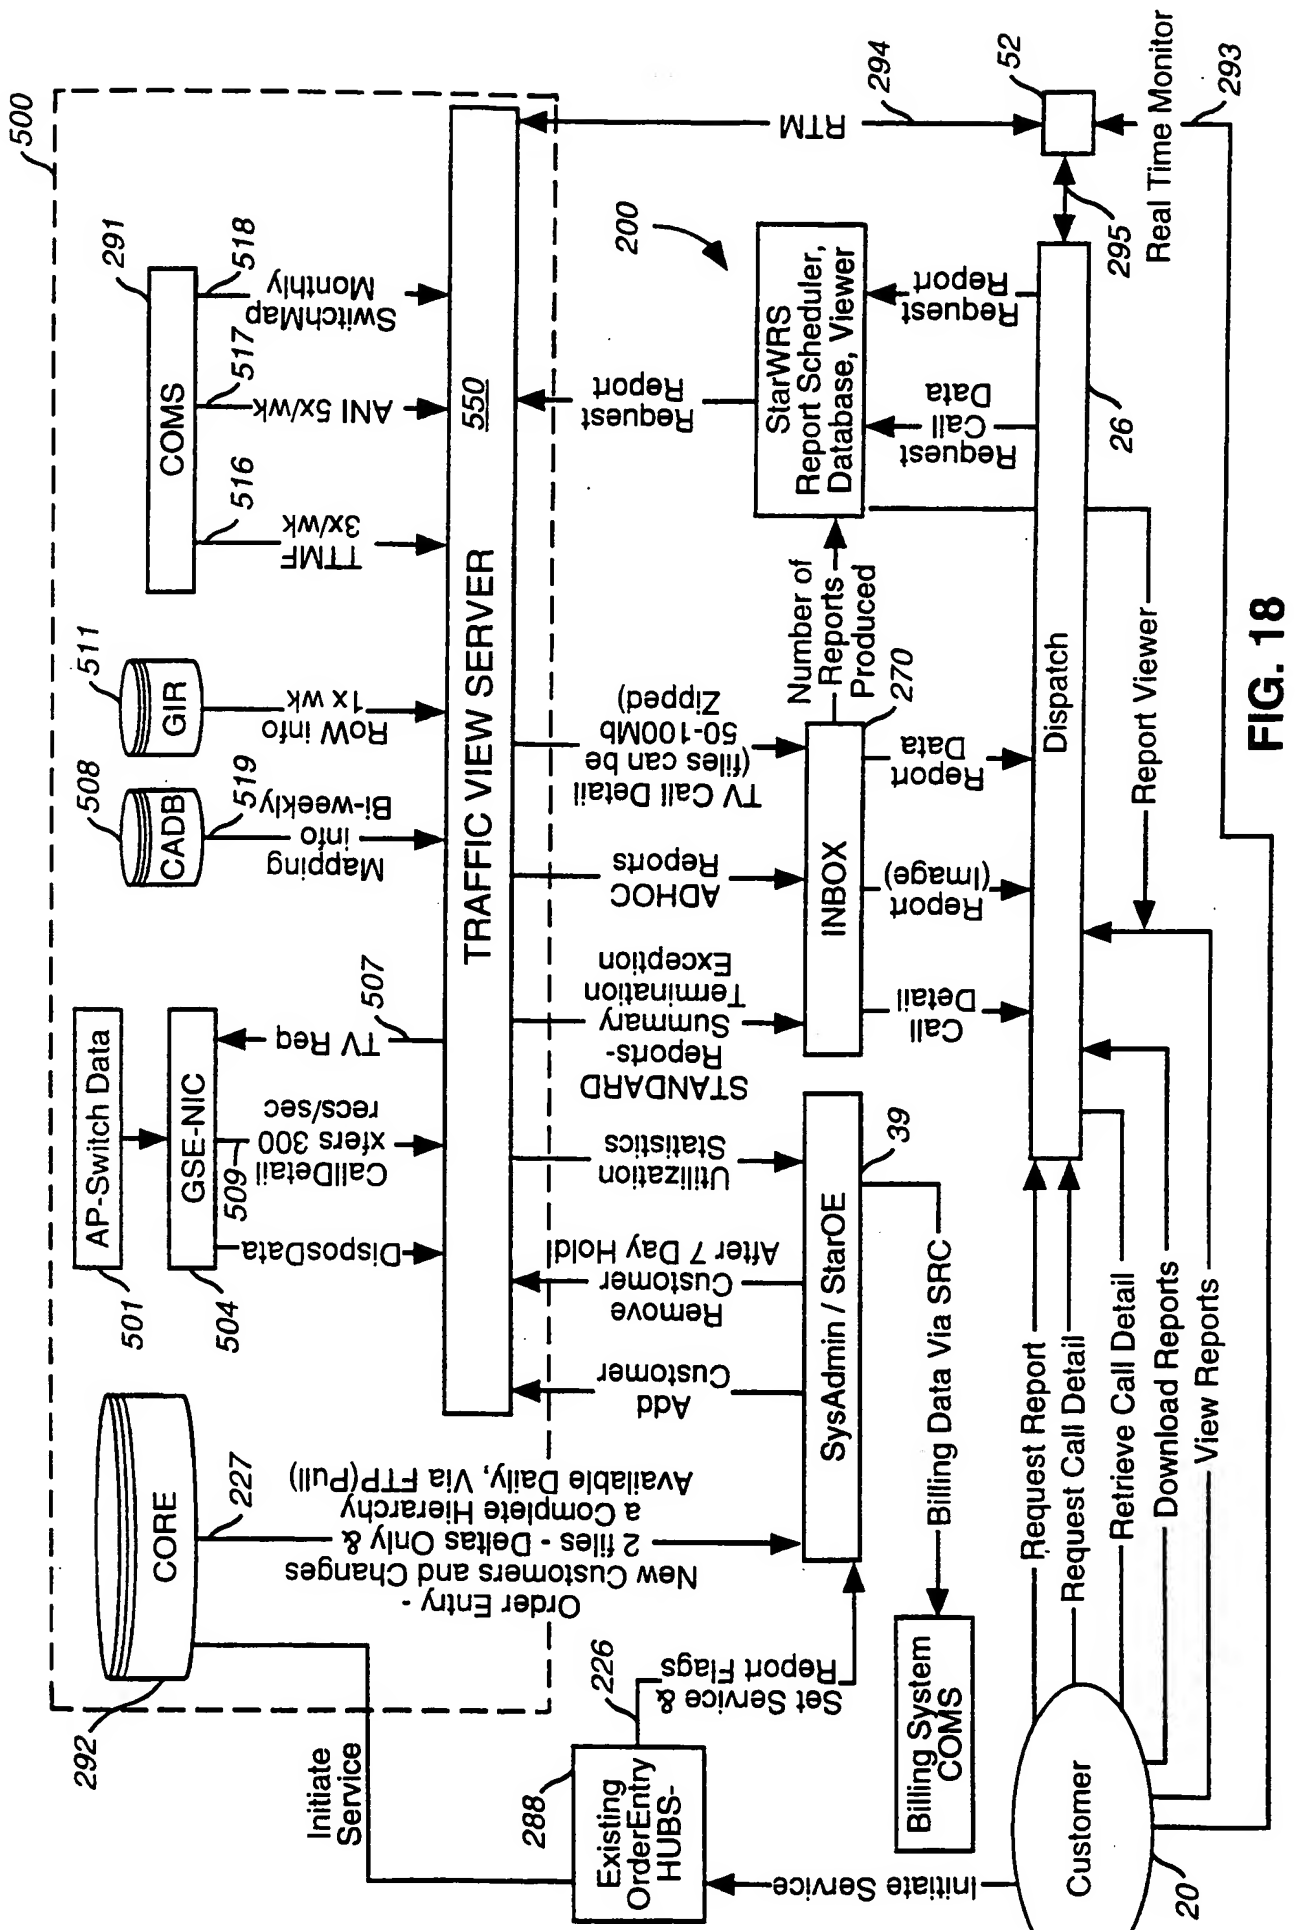 500
CORE
292
227
Order Entry -
New Customers and Changes
2 files - Deltas Only &
a Complete Hierarchy
Available Daily, Via FTP(Pull)
AP-Switch Data
501
GSE-NIC
504
DisposData
509
CallDetail
xfers 300
recs/sec
TV Req
507
CADB
508
519
Mapping
info
Bi-weekly
GIR
511
RoW info
1x wk
COMS
291
516
TTMF
3x/wk
517
ANI 5x/wk
518
SwitchMap
Monthly
TRAFFIC VIEW SERVER
550
Initiate
Service
Existing
OrderEntry
HUBS-
288
226
Set Service &
Report Flags
Add
Customer
Remove
Customer
After 7 Day Hold
Utilization
Statistics
STANDARD
Reports-
Summary
Termination
Exception
ADHOC
Reports
TV Call Detail
(files can be
50-100Mb
Zipped)
Request
Report
RTM
294
SysAdmin / StarOE
39
INBOX
270
Number of
Reports
Produced
StarWRS
Report Scheduler,
Database, Viewer
200
Billing System
COMS
Billing Data Via SRC
Call
Detail
Report
(Image)
Report
Data
Request
Call
Data
Request
Report
52
295
Dispatch
26
Initiate Service
Customer
20
Request Report
Request Call Detail
Retrieve Call Detail
Download Reports
View Reports
Report Viewer
Real Time Monitor
293
FIG. 18